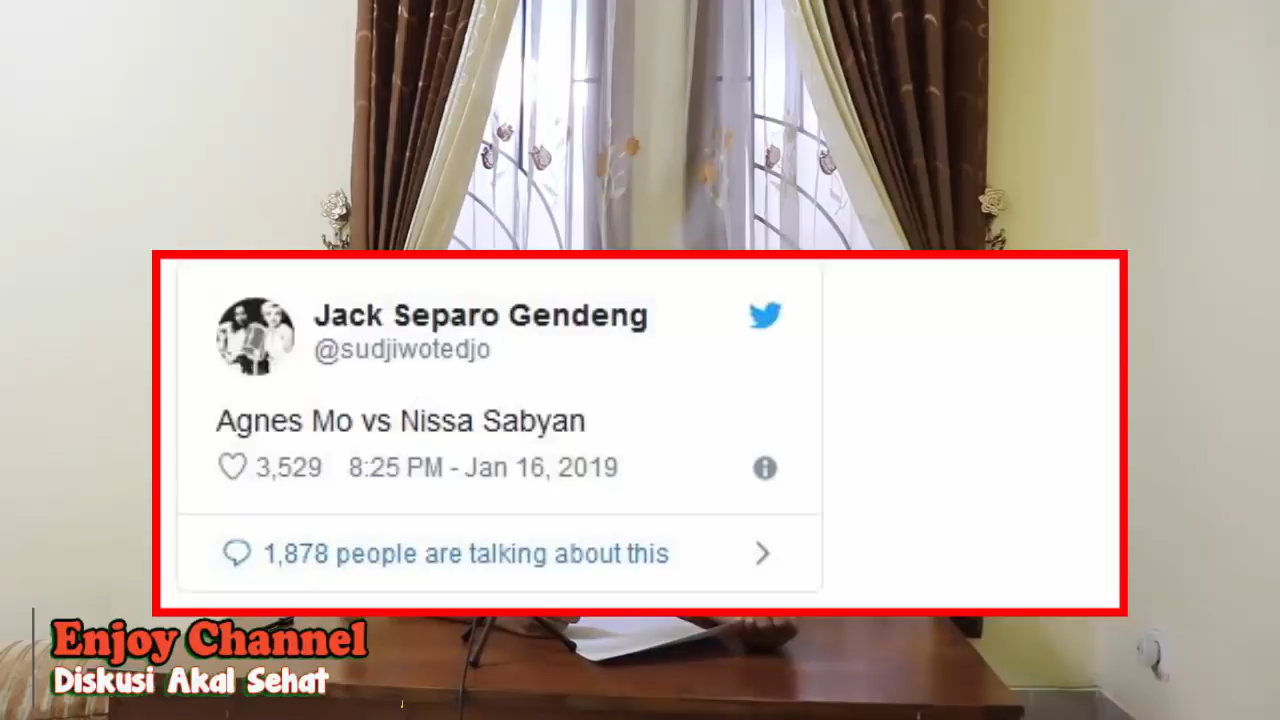 Jack Separo Gendeng
@sudjiwotedjo
Agnes Mo vs Nissa Sabyan
3,529 8:25 PM - Jan 16, 2019
1,878 people are talking about this
Enjoy Channel
Diskusi Akal Sehat